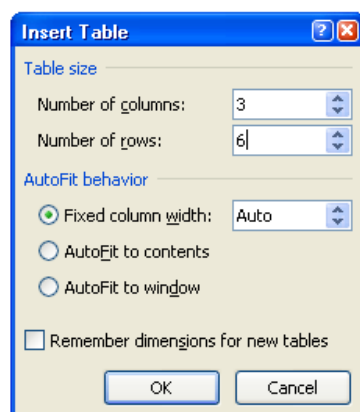 Insert Table
Table size
Number of columns: 3
Number of rows: 6
AutoFit behavior
Fixed column width: Auto
AutoFit to contents
AutoFit to window
Remember dimensions for new tables
OK Cancel